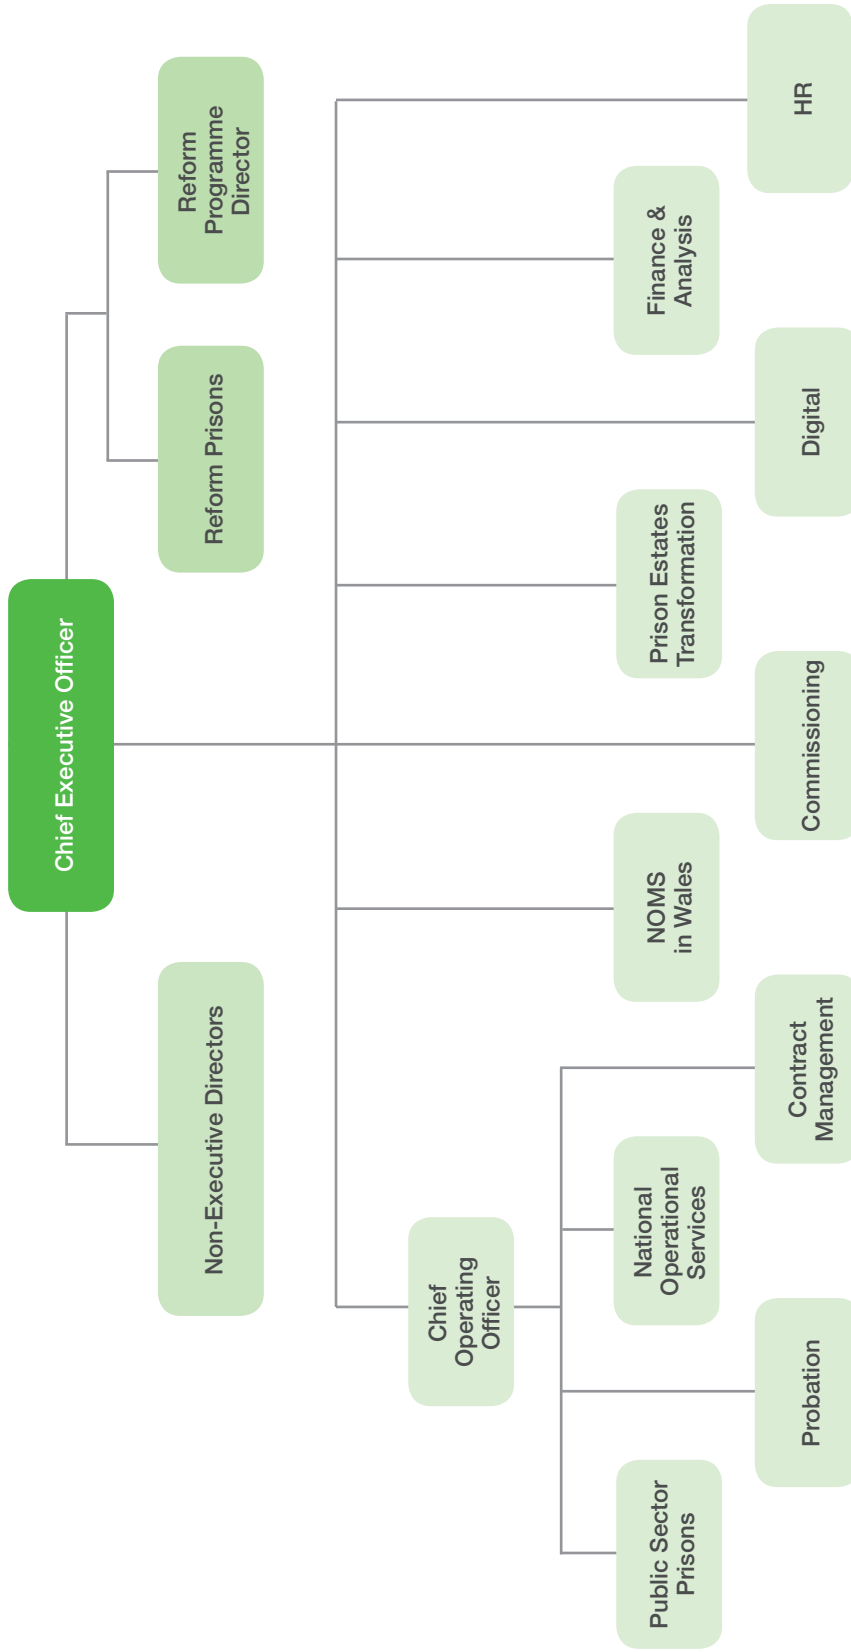 Chief Executive Officer
Non-Executive Directors
Reform Prisons
Reform
Programme
Director
Chief
Operating
Officer
Public Sector
Prisons
Probation
National
Operational
Services
Contract
Management
NOMS
in Wales
Commissioning
Prison Estates
Transformation
Digital
Finance &
Analysis
HR